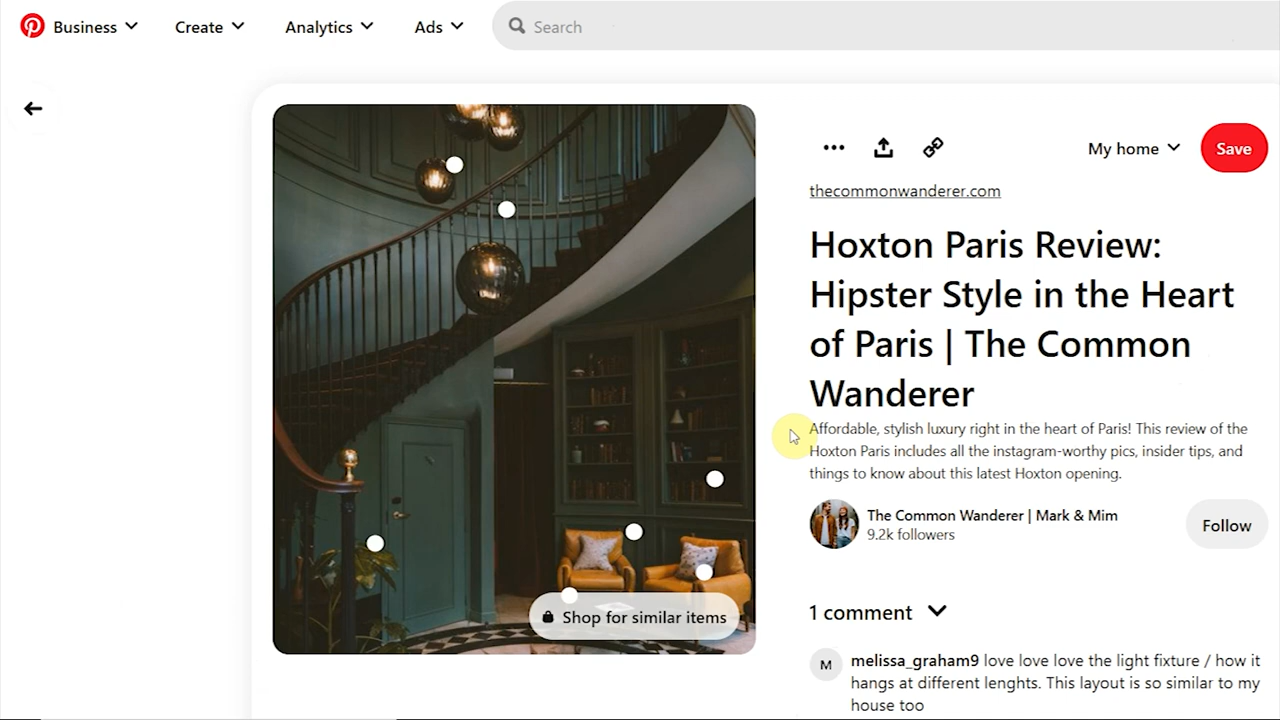 Business
Create
Analytics
Ads
Search
My home
Save
thecommonwanderer.com
Hoxton Paris Review:
Hipster Style in the Heart
of Paris | The Common
Wanderer
Affordable, stylish luxury right in the heart of Paris! This review of the
Hoxton Paris includes all the instagram-worthy pics, insider tips, and
things to know about this latest Hoxton opening.
The Common Wanderer | Mark & Mim
9.2k followers
Follow
Shop for similar items
1 comment
M
melissa_graham9 love love love the light fixture / how it
hangs at different lenghts. This layout is so similar to my
house too